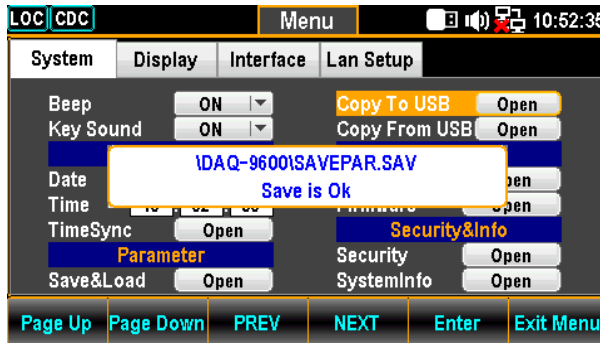 LOC CDC Menu 10:52:35
System Display Interface Lan Setup
Beep ON Copy To USB Open
Key Sound ON Copy From USB Open
\DAQ-9600\SAVEPAR.SAV
Save is Ok
Date
Time
TimeSync Open Security&Info
Parameter Security Open
Save&Load Open SystemInfo Open
Page Up Page Down PREV NEXT Enter Exit Menu